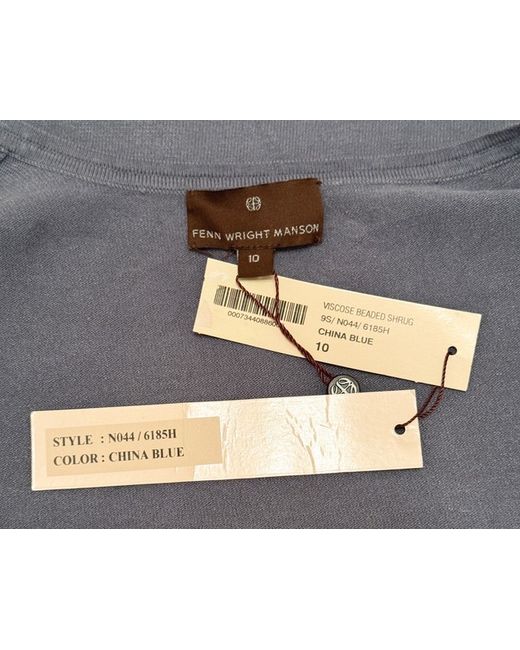 FENN WRIGHT MANSON
10
VISCOSE BEADED SHRUG
9S/ N044/ 6185H
CHINA BLUE
10
STYLE : N044 / 6185H
COLOR : CHINA BLUE